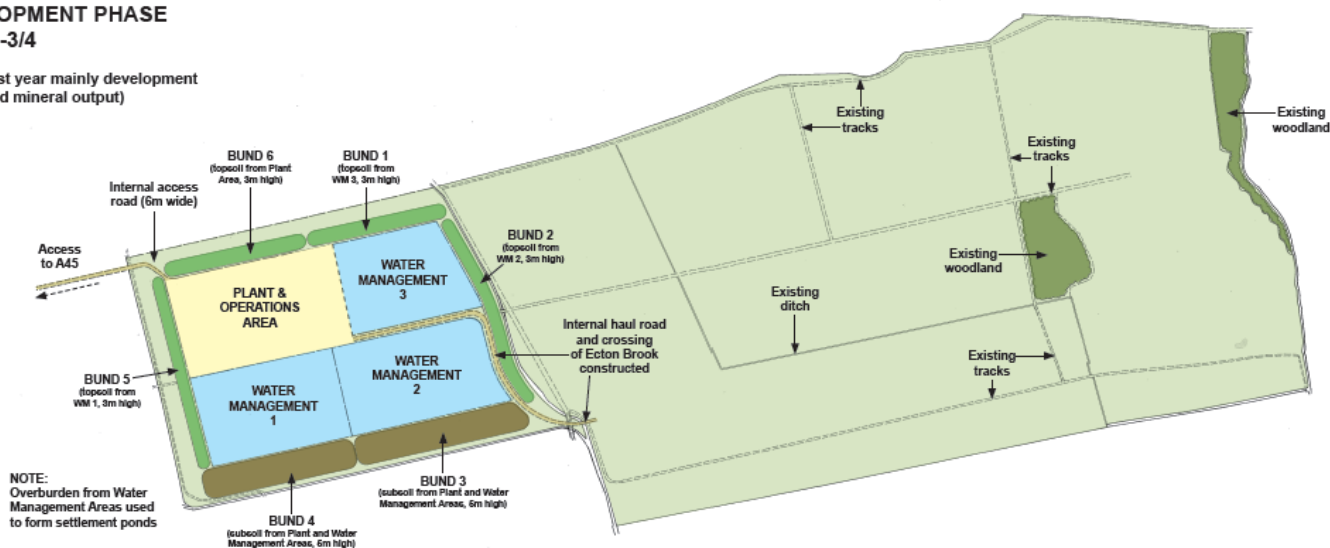 OPMENT PHASE
-3/4
st year mainly development
d mineral output)
BUND 6
(topsoil from Plant
Area, 3m high)
BUND 1
(topsoil from
WM 3, 3m high)
Internal access
road (6m wide)
Access
to A45
BUND 2
(topsoil from
WM 2, 3m high)
WATER
MANAGEMENT
3
PLANT &
OPERATIONS
AREA
WATER
MANAGEMENT
2
WATER
MANAGEMENT
1
Internal haul road
and crossing
of Ecton Brook
constructed
BUND 5
(topsoil from
WM 1, 3m high)
BUND 3
(subsoil from Plant and Water
Management Areas, 5m high)
BUND 4
(subsoil from Plant and Water
Management Areas, 5m high)
NOTE:
Overburden from Water
Management Areas used
to form settlement ponds
Existing
tracks
Existing
tracks
Existing
woodland
Existing
woodland
Existing
ditch
Existing
tracks